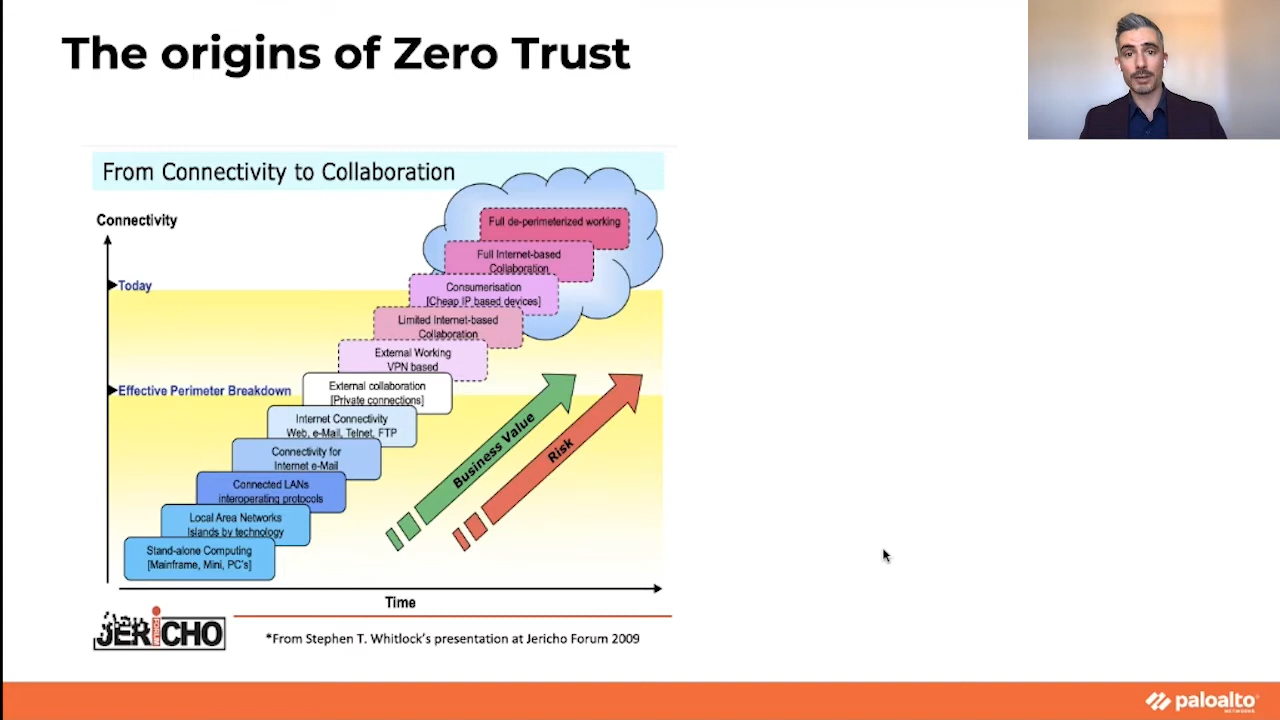 The origins of Zero Trust
From Connectivity to Collaboration
Connectivity
Full de-perimeterized working
Full Internet-based
Collaboration
Today
Consumerisation
[Cheap IP based devices]
Limited Internet-based
Collaboration
External Working
VPN based
Effective Perimeter Breakdown
External collaboration
[Private connections]
Internet Connectivity
Web, e-Mail, Telnet, FTP
Connectivity for
Internet e-Mail
Connected LANs
interoperating protocols
Local Area Networks
Islands by technology
Stand-alone Computing
[Mainframe, Mini, PC's]
Business Value
Risk
Time
JERICHO
FORUM
*From Stephen T. Whitlock's presentation at Jericho Forum 2009
paloalto
NETWORKS